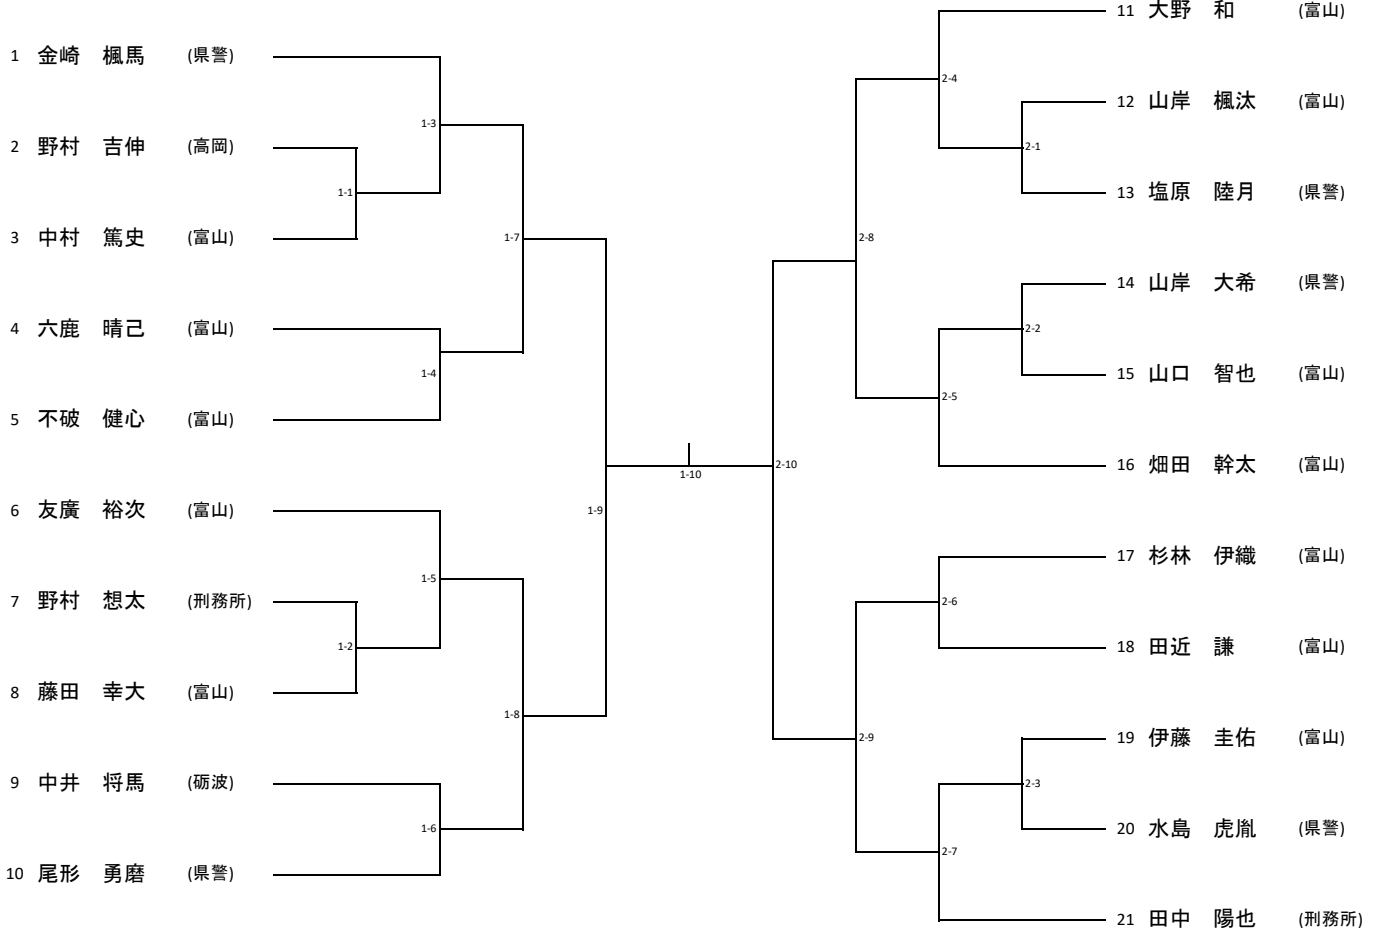 1 金崎 楓馬 (県警)
2 野村 吉伸 (高岡)
3 中村 篤史 (富山)
4 六鹿 晴己 (富山)
5 不破 健心 (富山)
6 友廣 裕次 (富山)
7 野村 想太 (刑務所)
8 藤田 幸大 (富山)
9 中井 将馬 (砺波)
10 尾形 勇磨 (県警)
1-3
1-1
1-7
1-4
1-9
1-5
1-2
1-8
1-6
1-10
2-10
2-4
2-1
2-8
2-2
2-5
2-6
2-9
2-3
2-7
11 大野 和 (富山)
12 山岸 楓汰 (富山)
13 塩原 陸月 (県警)
14 山岸 大希 (県警)
15 山口 智也 (富山)
16 畑田 幹太 (富山)
17 杉林 伊織 (富山)
18 田近 謙 (富山)
19 伊藤 圭佑 (富山)
20 水島 虎胤 (県警)
21 田中 陽也 (刑務所)